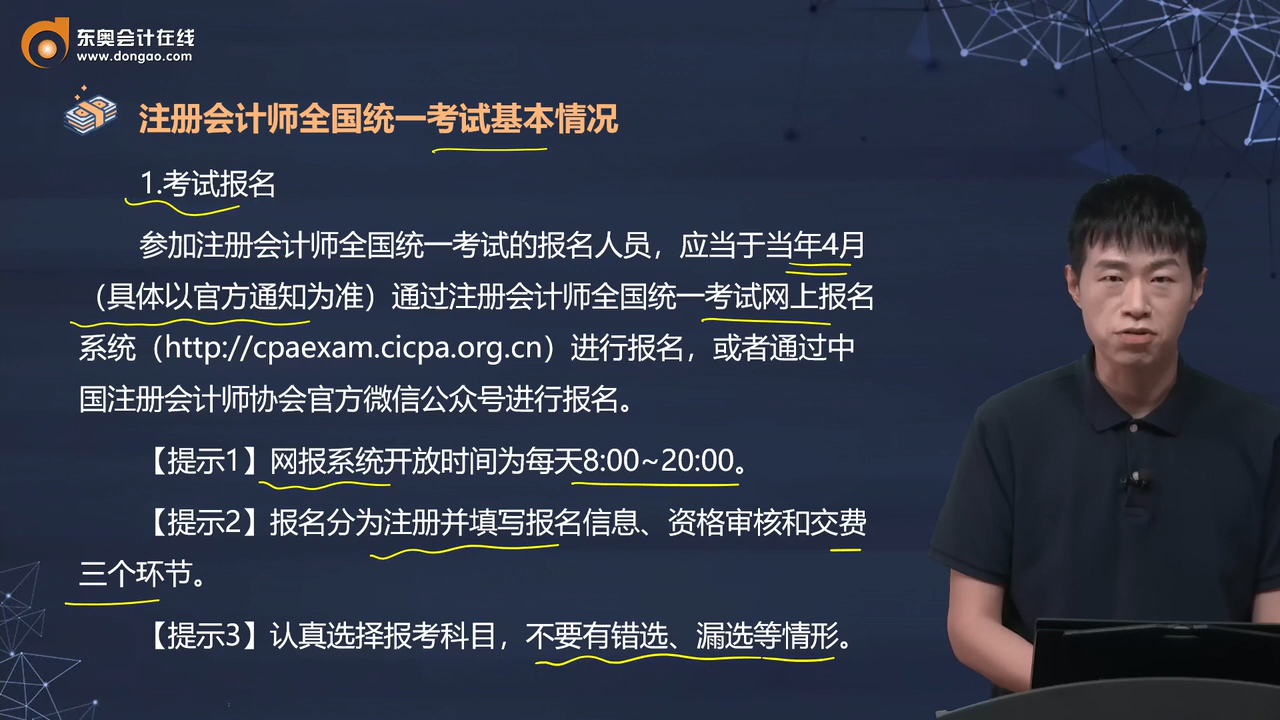 东奥会计在线
www.dongao.com
注册会计师全国统一考试基本情况
1.考试报名
参加注册会计师全国统一考试的报名人员，应当于当年4月
（具体以官方通知为准）通过注册会计师全国统一考试网上报名
系统（http://cpaexam.cicpa.org.cn）进行报名，或者通过中
国注册会计师协会官方微信公众号进行报名。
【提示1】网报系统开放时间为每天8:00~20:00。
【提示2】报名分为注册并填写报名信息、资格审核和交费
三个环节。
【提示3】认真选择报考科目，不要有错选、漏选等情形。